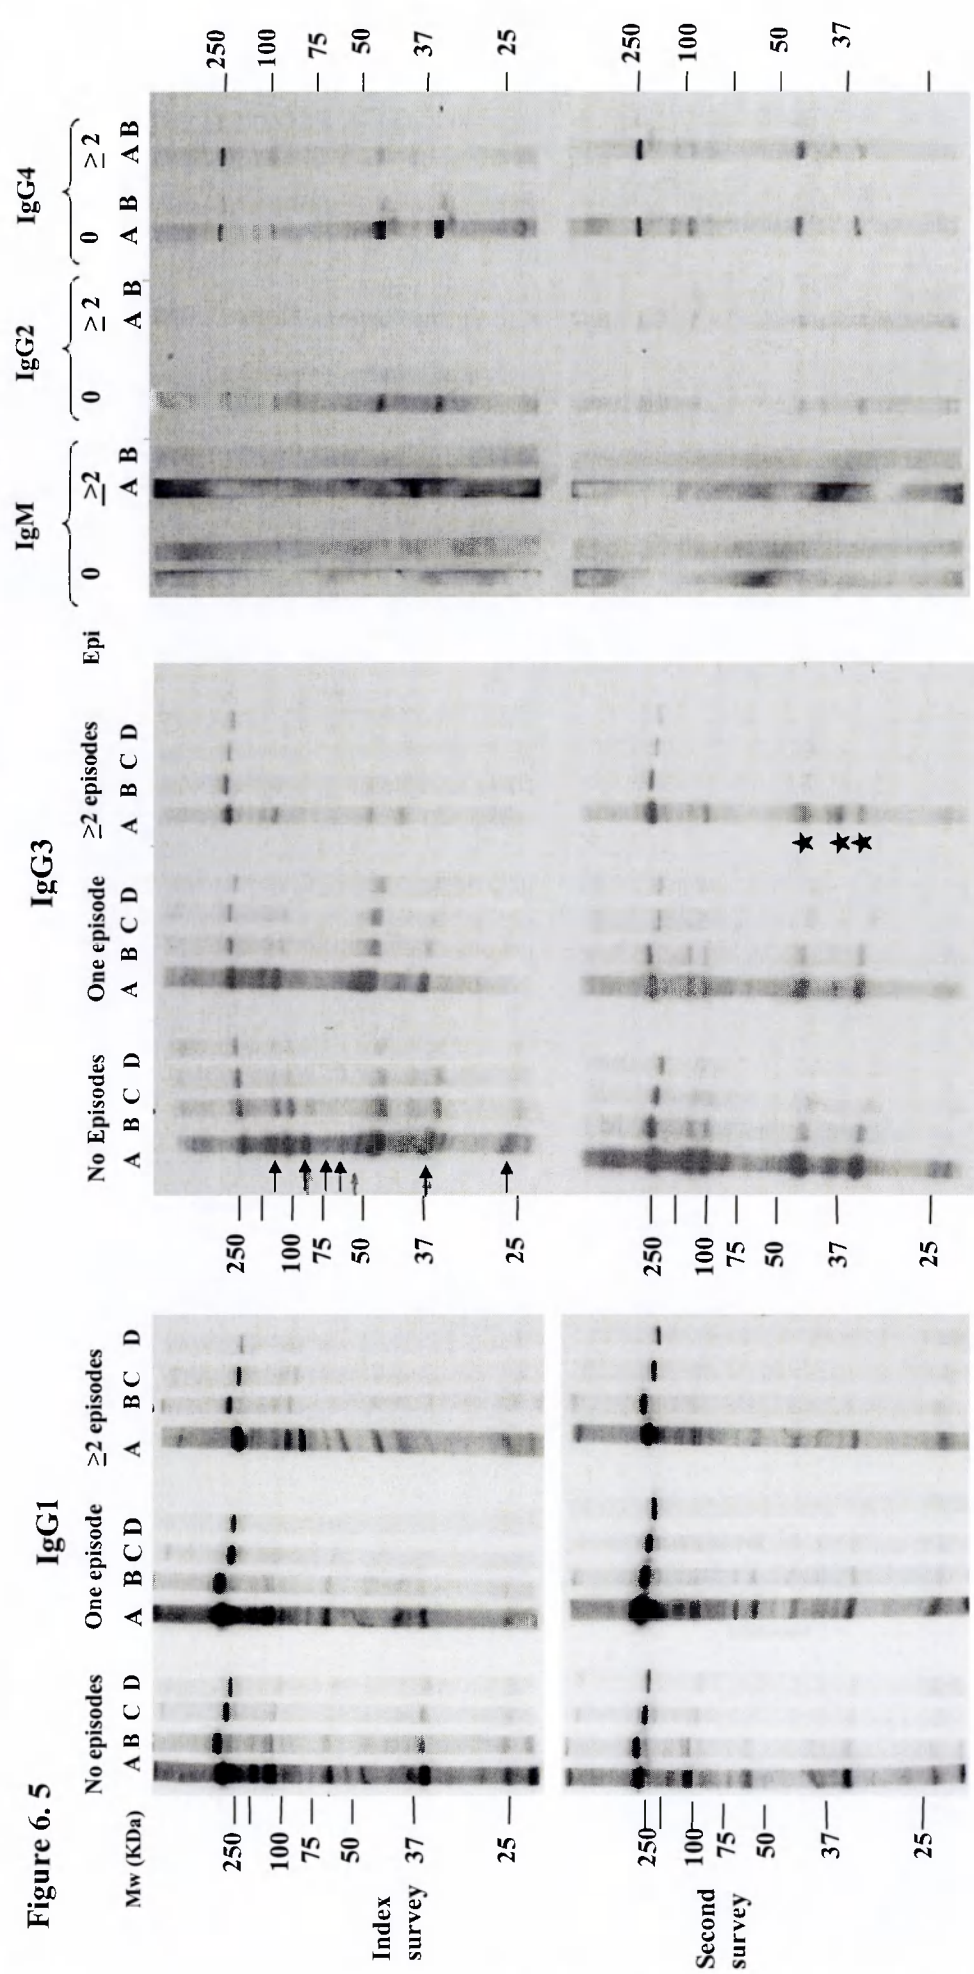 Figure 6.5
IgG1
IgG3
IgM IgG2 IgG4
No episodes One episode ≥2 episodes
No Episodes One episode ≥2 episodes
Epi 0 ≥2 0 ≥2 0 ≥2
Mw (KDa)
A B C D A B C D A B C D
A B C D A B C D A B C D
A B A B A B A B
Index survey
250
100
75
50
37
25
250
100
75
50
37
25
250
100
75
50
37
25
Second survey
250
100
75
50
37
25
250
100
75
50
37
25
250
100
50
37